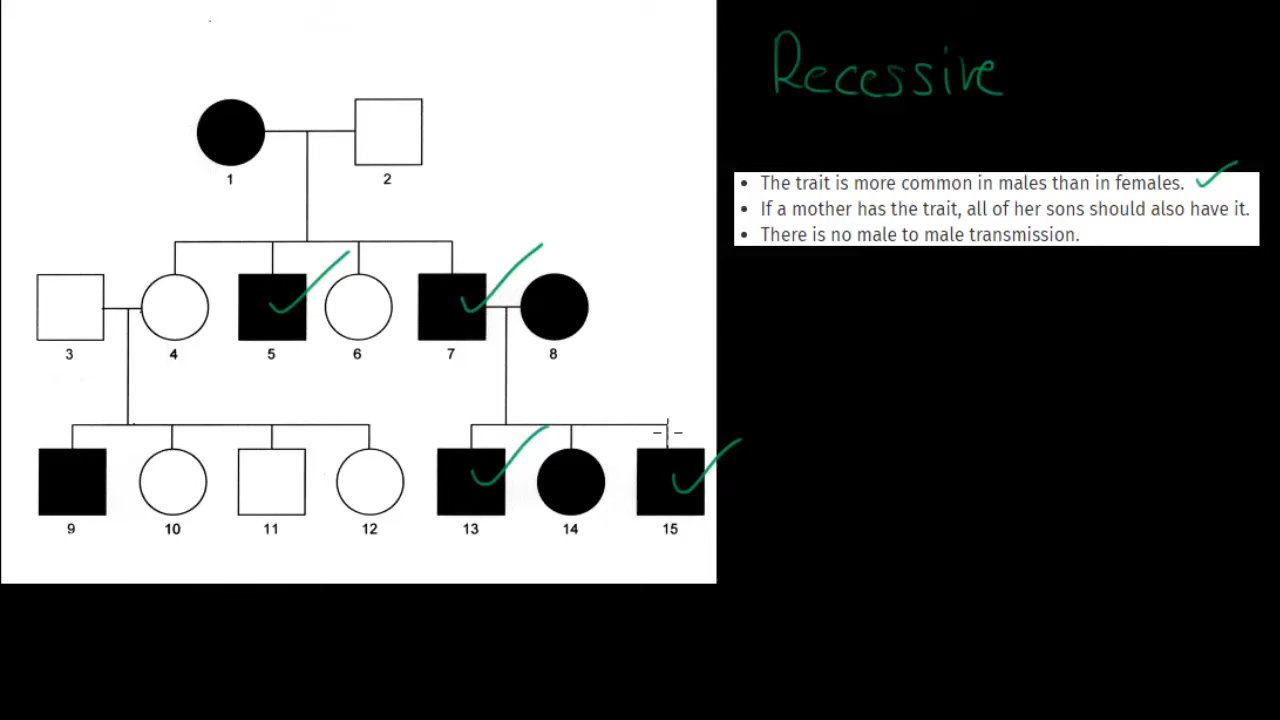 Recessive
• The trait is more common in males than in females.
• If a mother has the trait, all of her sons should also have it.
• There is no male to male transmission.
1 2
3 4 5 6 7 8
9 10 11 12 13 14 15